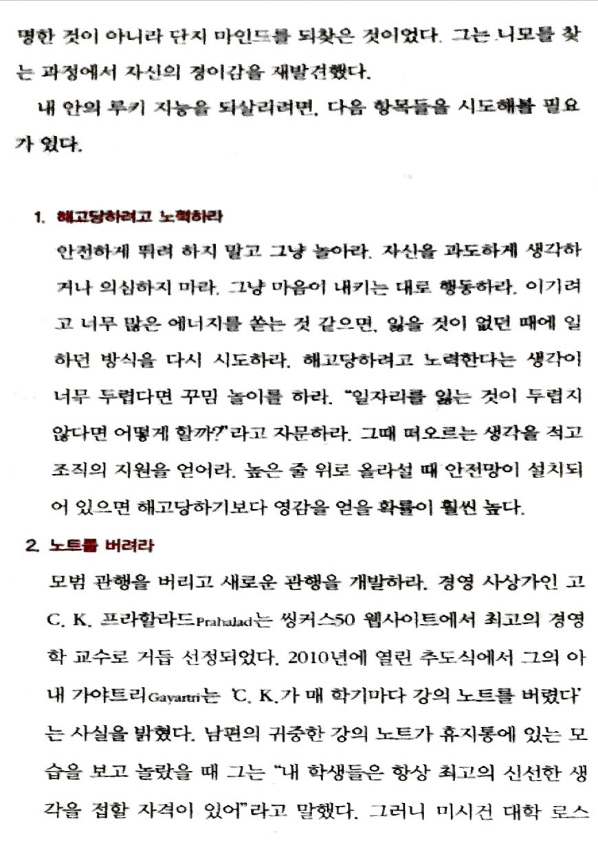 명한 것이 아니라 단지 마인드를 되찾은 것이었다. 그는 니모를 찾
는 과정에서 자신의 경이감을 재발견했다.
내 안의 루키 지능을 되살리려면, 다음 항목들을 시도해볼 필요
가 있다.
1. 해고당하려고 노력하라
안전하게 뛰려 하지 말고 그냥 놀아라. 자신을 과도하게 생각하
거나 의심하지 마라. 그냥 마음이 내키는 대로 행동하라. 이기려
고 너무 많은 에너지를 쏟는 것 같으면, 잃을 것이 없던 때에 일
하던 방식을 다시 시도하라. 해고당하려고 노력한다는 생각이
너무 두렵다면 꾸밈 놀이를 하라. “일자리를 잃는 것이 두렵지
않다면 어떻게 할까?”라고 자문하라. 그때 떠오르는 생각을 적고
조직의 지원을 얻어라. 높은 줄 위로 올라설 때 안전망이 설치되
어 있으면 해고당하기보다 영감을 얻을 확률이 훨씬 높다.
2. 노트를 버려라
모범 관행을 버리고 새로운 관행을 개발하라. 경영 사상가인 고
C. K. 프라할라드Prahalad는 씽커스50 웹사이트에서 최고의 경영
학 교수로 거듭 선정되었다. 2010년에 열린 추도식에서 그의 아
내 가야트리Gayartri는 ‘C. K.가 매 학기마다 강의 노트를 버렸다’
는 사실을 밝혔다. 남편의 귀중한 강의 노트가 휴지통에 있는 모
습을 보고 놀랐을 때 그는 “내 학생들은 항상 최고의 신선한 생
각을 접할 자격이 있어”라고 말했다. 그러니 미시건 대학 로스